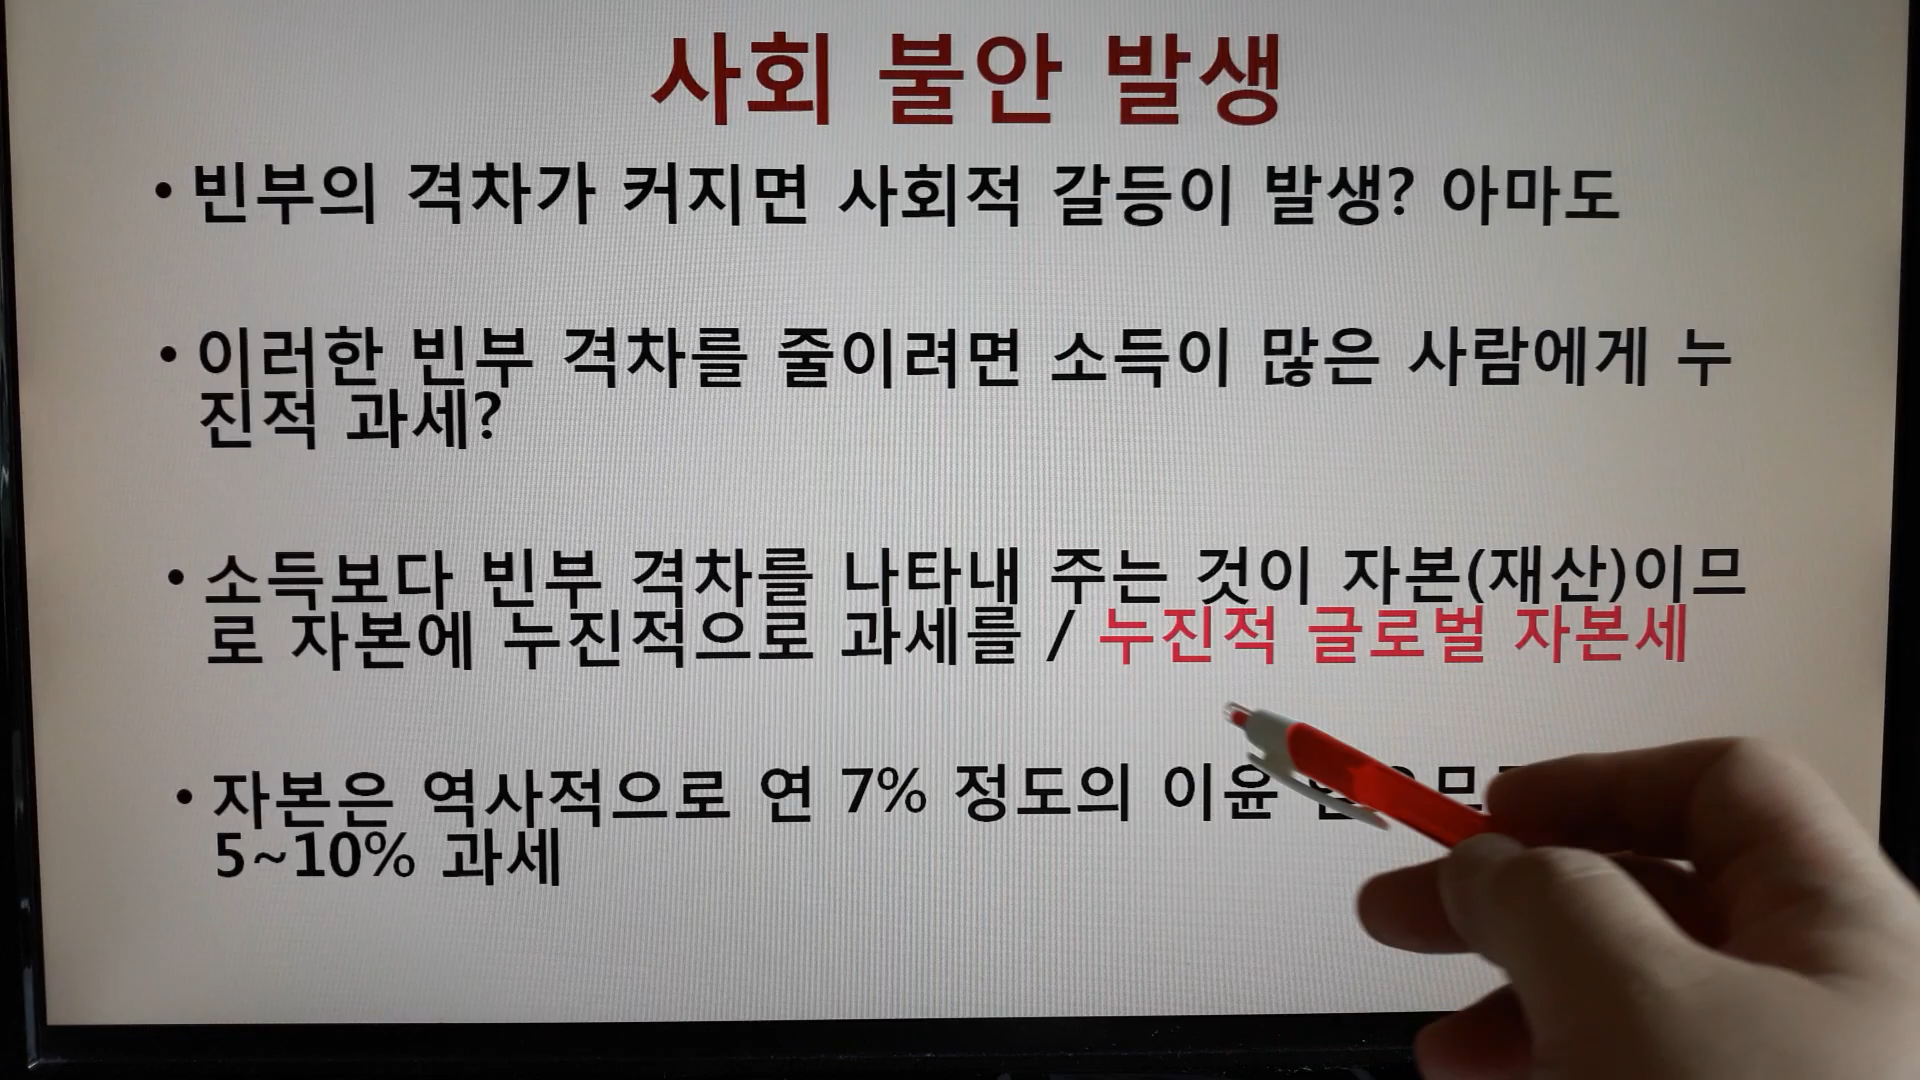 사회 불안 발생
• 빈부의 격차가 커지면 사회적 갈등이 발생? 아마도
• 이러한 빈부 격차를 줄이려면 소득이 많은 사람에게 누
진적 과세?
• 소득보다 빈부 격차를 나타내 주는 것이 자본(재산)이므
로 자본에 누진적으로 과세를 / 누진적 글로벌 자본세
• 자본은 역사적으로 연 7% 정도의 이윤
5~10% 과세